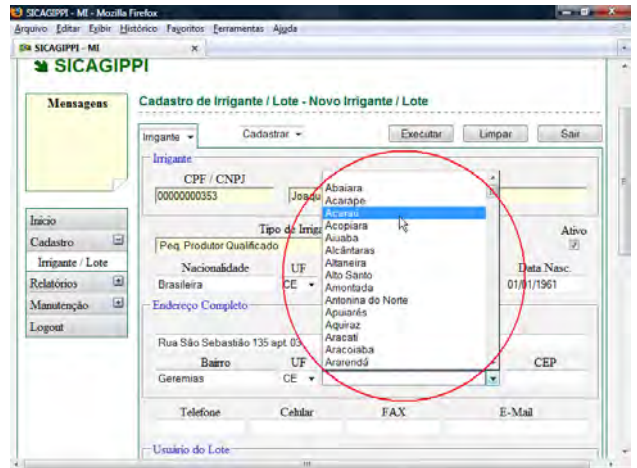 SICAGIPPI - MI - Mozilla Firefox
Arquivo Editar Exibir Histórico Favoritos Ferramentas Ajuda
SICAGIPPI - MI
SICAGIPPI
Mensagens
Cadastro de Irrigante / Lote - Novo Irrigante / Lote
Irrigante Cadastrar Executar Limpar Sair
Irrigante
CPF / CNPJ
00000000353 Joaqu
Tipo de Irriga Ativo
Peq. Produtor Qualificado
Nacionalidade UF Data Nasc.
Brasileira CE 01/01/1961
Abaiara
Acarape
Acaraú
Acopiara
Aiuaba
Alcântaras
Altaneira
Alto Santo
Amontada
Antonina do Norte
Apuiarés
Aquiraz
Aracati
Aracoiaba
Ararendá
Endereço Completo
Rua São Sebastião 135 apt. 03
Bairro UF CEP
Geremias CE
Telefone Celular FAX E-Mail
Usuário do Lote
Início
Cadastro
Irrigante / Lote
Relatórios
Manutenção
Logout